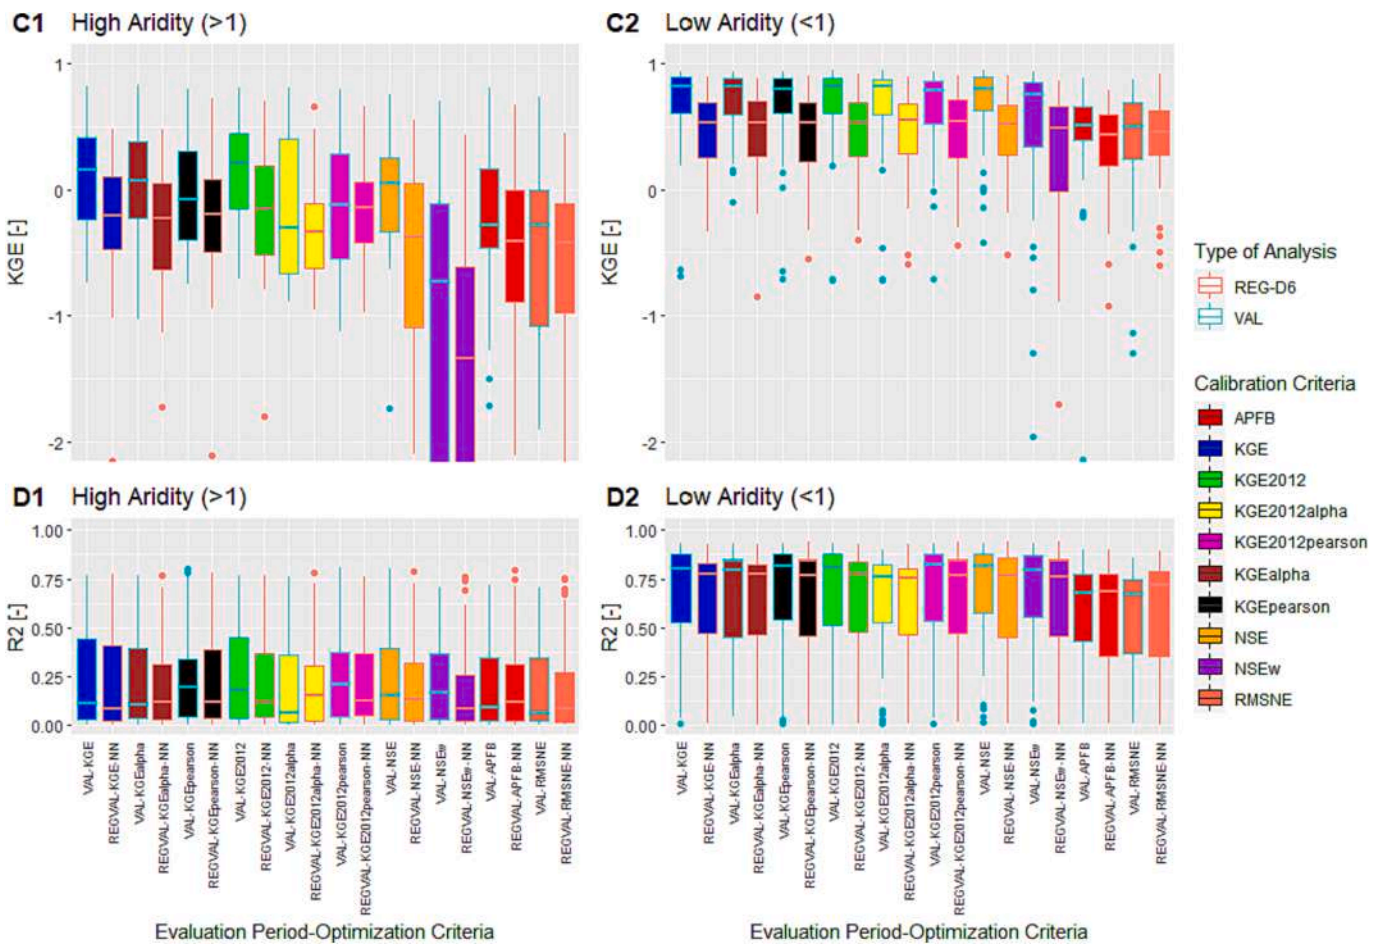 C1 High Aridity (>1)
C2 Low Aridity (<1)
KGE [-]
1
0
-1
-2
KGE [-]
1
0
-1
-2
D1 High Aridity (>1)
D2 Low Aridity (<1)
R2 [-]
1.00
0.75
0.50
0.25
0.00
R2 [-]
1.00
0.75
0.50
0.25
0.00
VAL-KGE
REGVAL-KGE-NN
VAL-KGEalpha
REGVAL-KGEalpha-NN
VAL-KGEpearson
REGVAL-KGEpearson-NN
VAL-KGE2012
REGVAL-KGE2012-NN
VAL-KGE2012alpha
REGVAL-KGE2012alpha-NN
VAL-KGE2012pearson
REGVAL-KGE2012pearson-NN
VAL-NSE
REGVAL-NSE-NN
VAL-NSEw
REGVAL-NSEw-NN
VAL-APFB
REGVAL-APFB-NN
VAL-RMSNE
REGVAL-RMSNE-NN
Evaluation Period-Optimization Criteria
VAL-KGE
REGVAL-KGE-NN
VAL-KGEalpha
REGVAL-KGEalpha-NN
VAL-KGEpearson
REGVAL-KGEpearson-NN
VAL-KGE2012
REGVAL-KGE2012-NN
VAL-KGE2012alpha
REGVAL-KGE2012alpha-NN
VAL-KGE2012pearson
REGVAL-KGE2012pearson-NN
VAL-NSE
REGVAL-NSE-NN
VAL-NSEw
REGVAL-NSEw-NN
VAL-APFB
REGVAL-APFB-NN
VAL-RMSNE
REGVAL-RMSNE-NN
Evaluation Period-Optimization Criteria
Type of Analysis
REG-D6
VAL
Calibration Criteria
APFB
KGE
KGE2012
KGE2012alpha
KGE2012pearson
KGEalpha
KGEpearson
NSE
NSEw
RMSNE